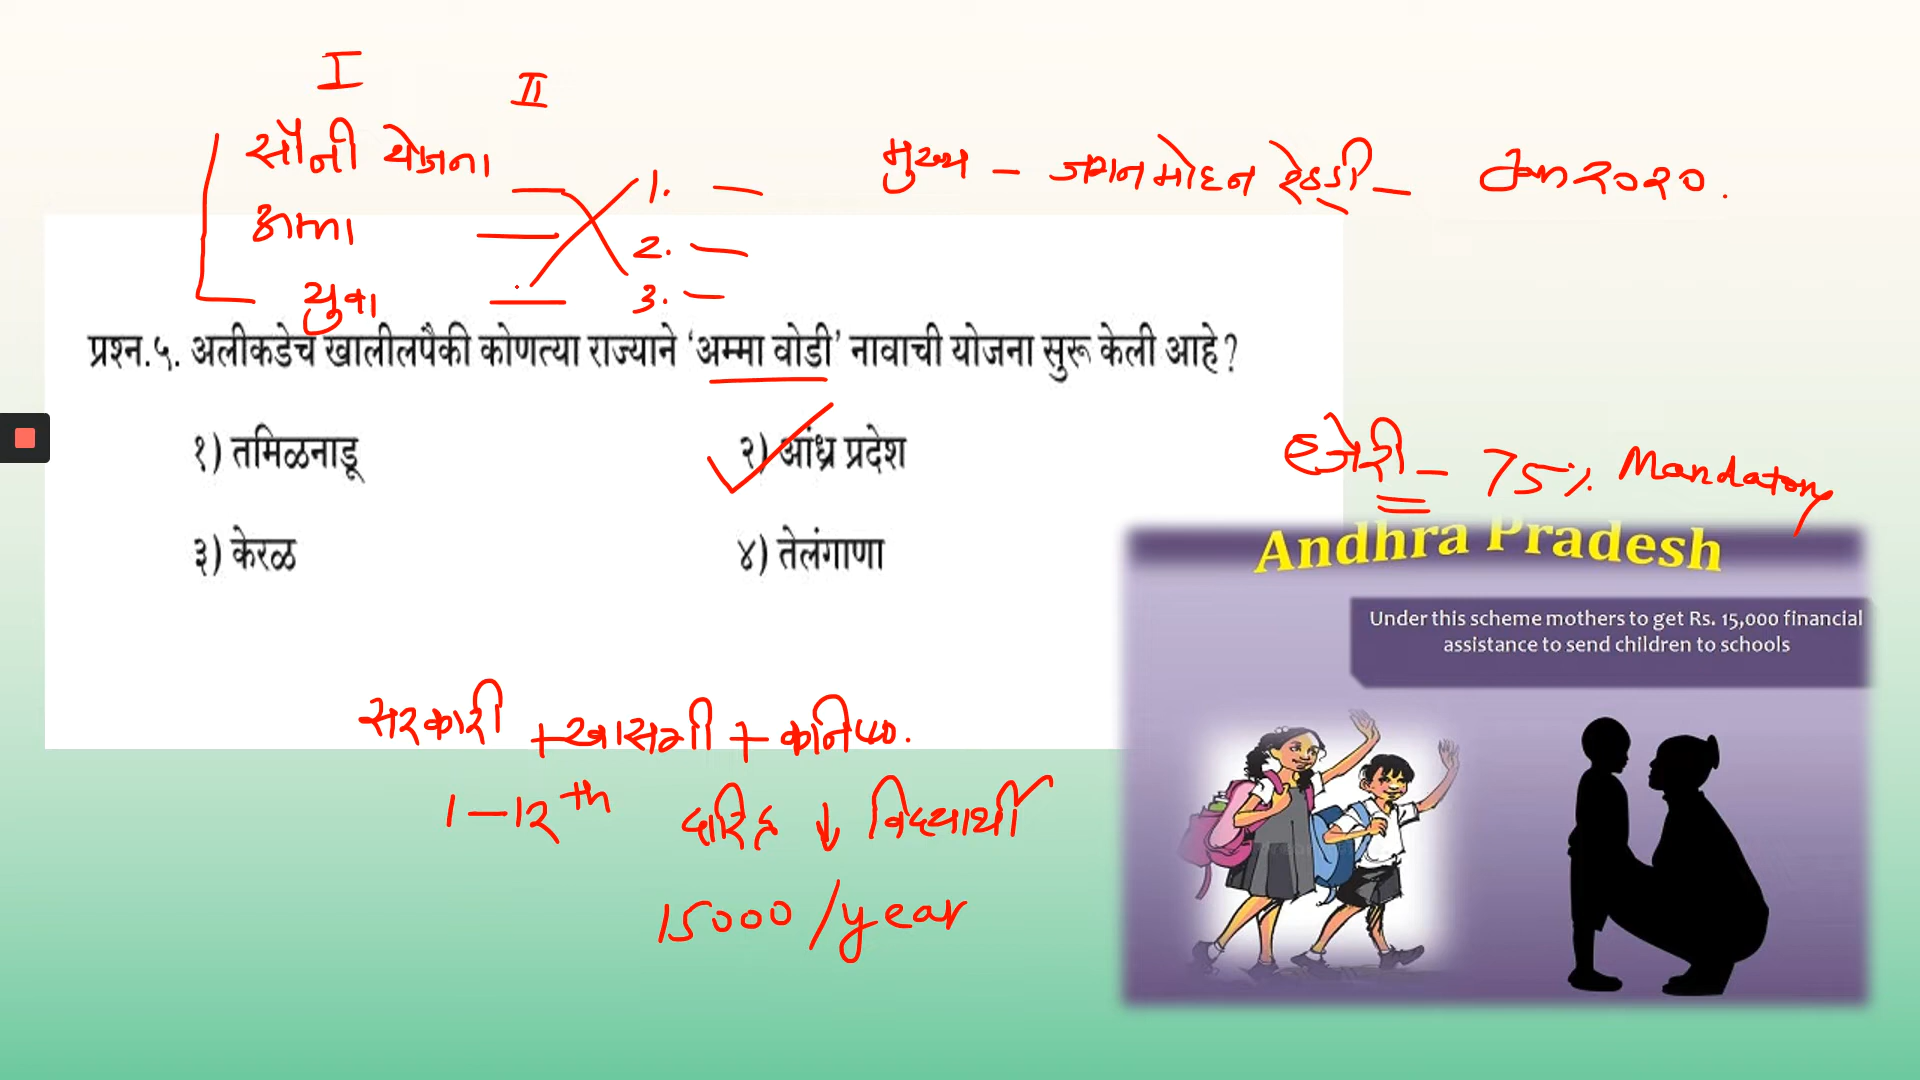 I II
सौनी योजना
मुख्य - जगनमोहन रेड्डी - Jan 2020.
1. —
2. —
युवा
3. —
प्रश्न.५. अलीकडेच खालीलपैकी कोणत्या राज्याने ‘अम्मा वोडी’ नावाची योजना सुरू केली आहे?
१) तमिळनाडू २) आंध्र प्रदेश
हजेरी - 75% Mandatory
३) केरळ ४) तेलंगाणा
Andhra Pradesh
Under this scheme mothers to get Rs. 15,000 financial
assistance to send children to schools
सरकारी + खासगी + कनि
1 - 12th दारिद्र ↓ विद्यार्थी
15000 / year